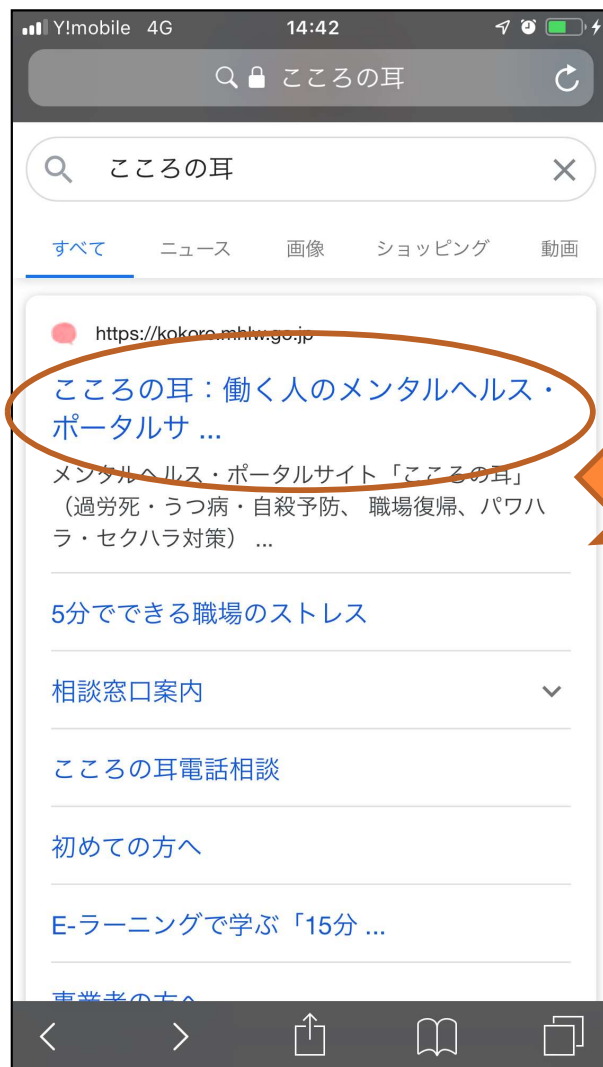 Y!mobile 4G 14:42
こころの耳
こころの耳
すべて ニュース 画像 ショッピング 動画
https://kokoro.mhlw.go.jp
こころの耳：働く人のメンタルヘルス・
ポータルサ ...
メンタルヘルス・ポータルサイト「こころの耳」
（過労死・うつ病・自殺予防、 職場復帰、パワハ
ラ・セクハラ対策） ...
5分でできる職場のストレス
相談窓口案内
こころの耳電話相談
初めての方へ
E-ラーニングで学ぶ「15分 ...
事業者の方へ